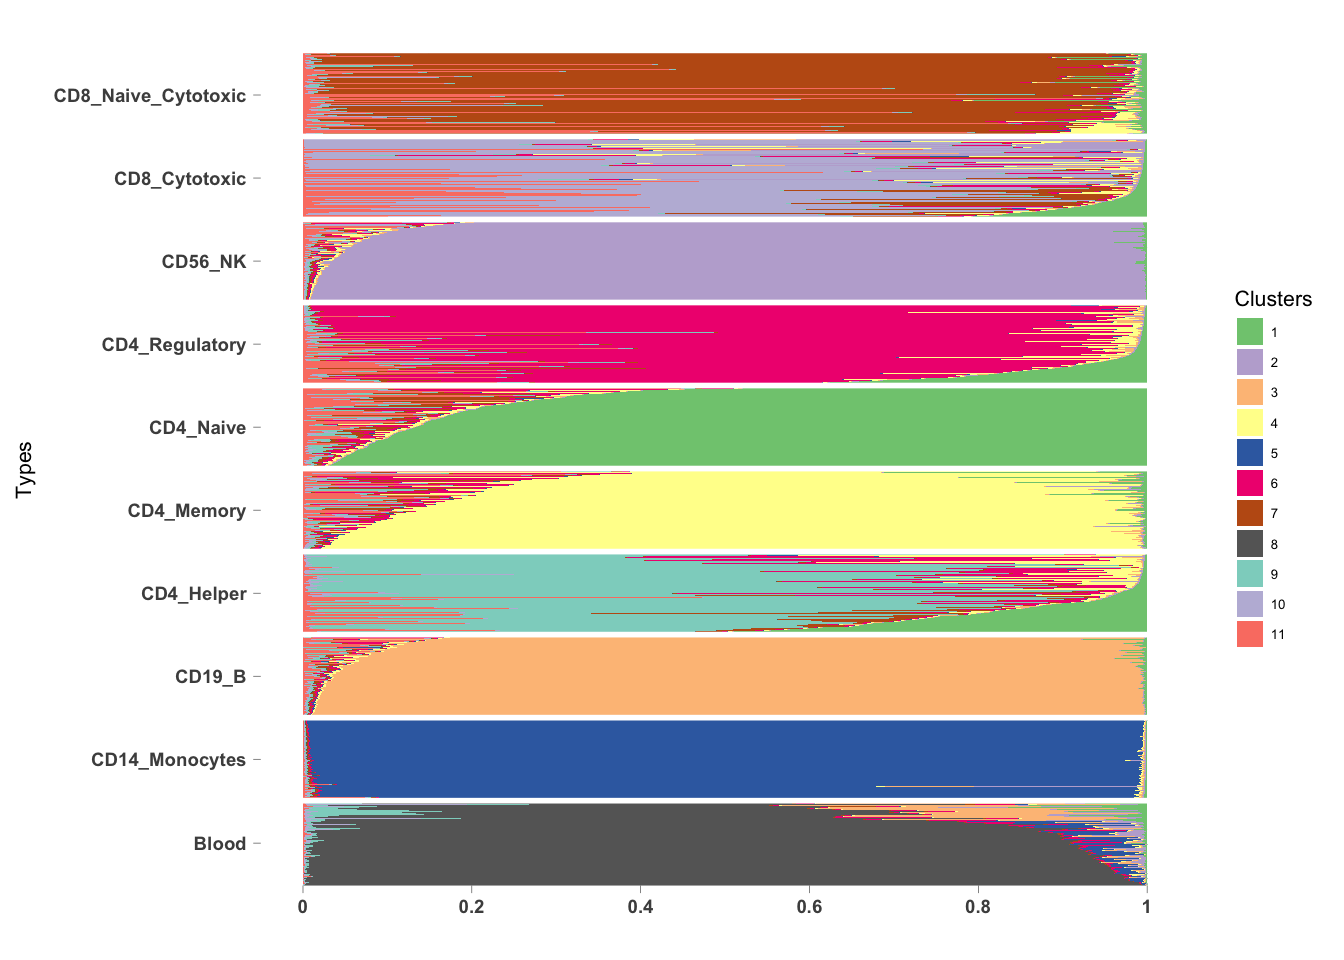 CD8_Naive_Cytotoxic
CD8_Cytotoxic
CD56_NK
CD4_Regulatory
CD4_Naive
CD4_Memory
CD4_Helper
CD19_B
CD14_Monocytes
Blood
Types
0 0.2 0.4 0.6 0.8 1
Clusters
1
2
3
4
5
6
7
8
9
10
11